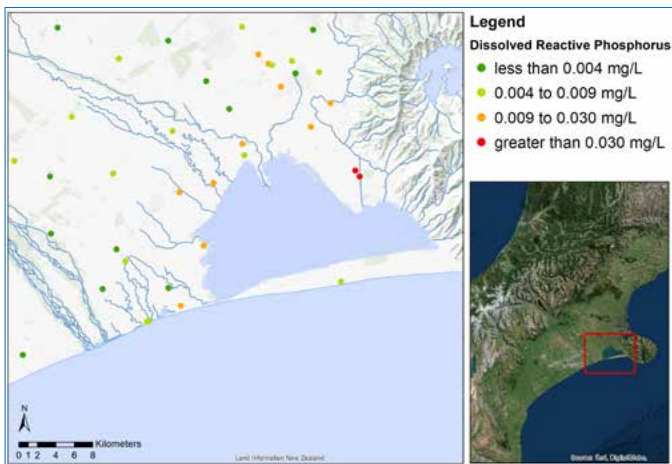 Legend
Dissolved Reactive Phosphorus
less than 0.004 mg/L
0.004 to 0.009 mg/L
0.009 to 0.030 mg/L
greater than 0.030 mg/L
N
Kilometers
0 1 2 4 6 8
Land Information New Zealand
Source: Esri, DigitalGlobe,